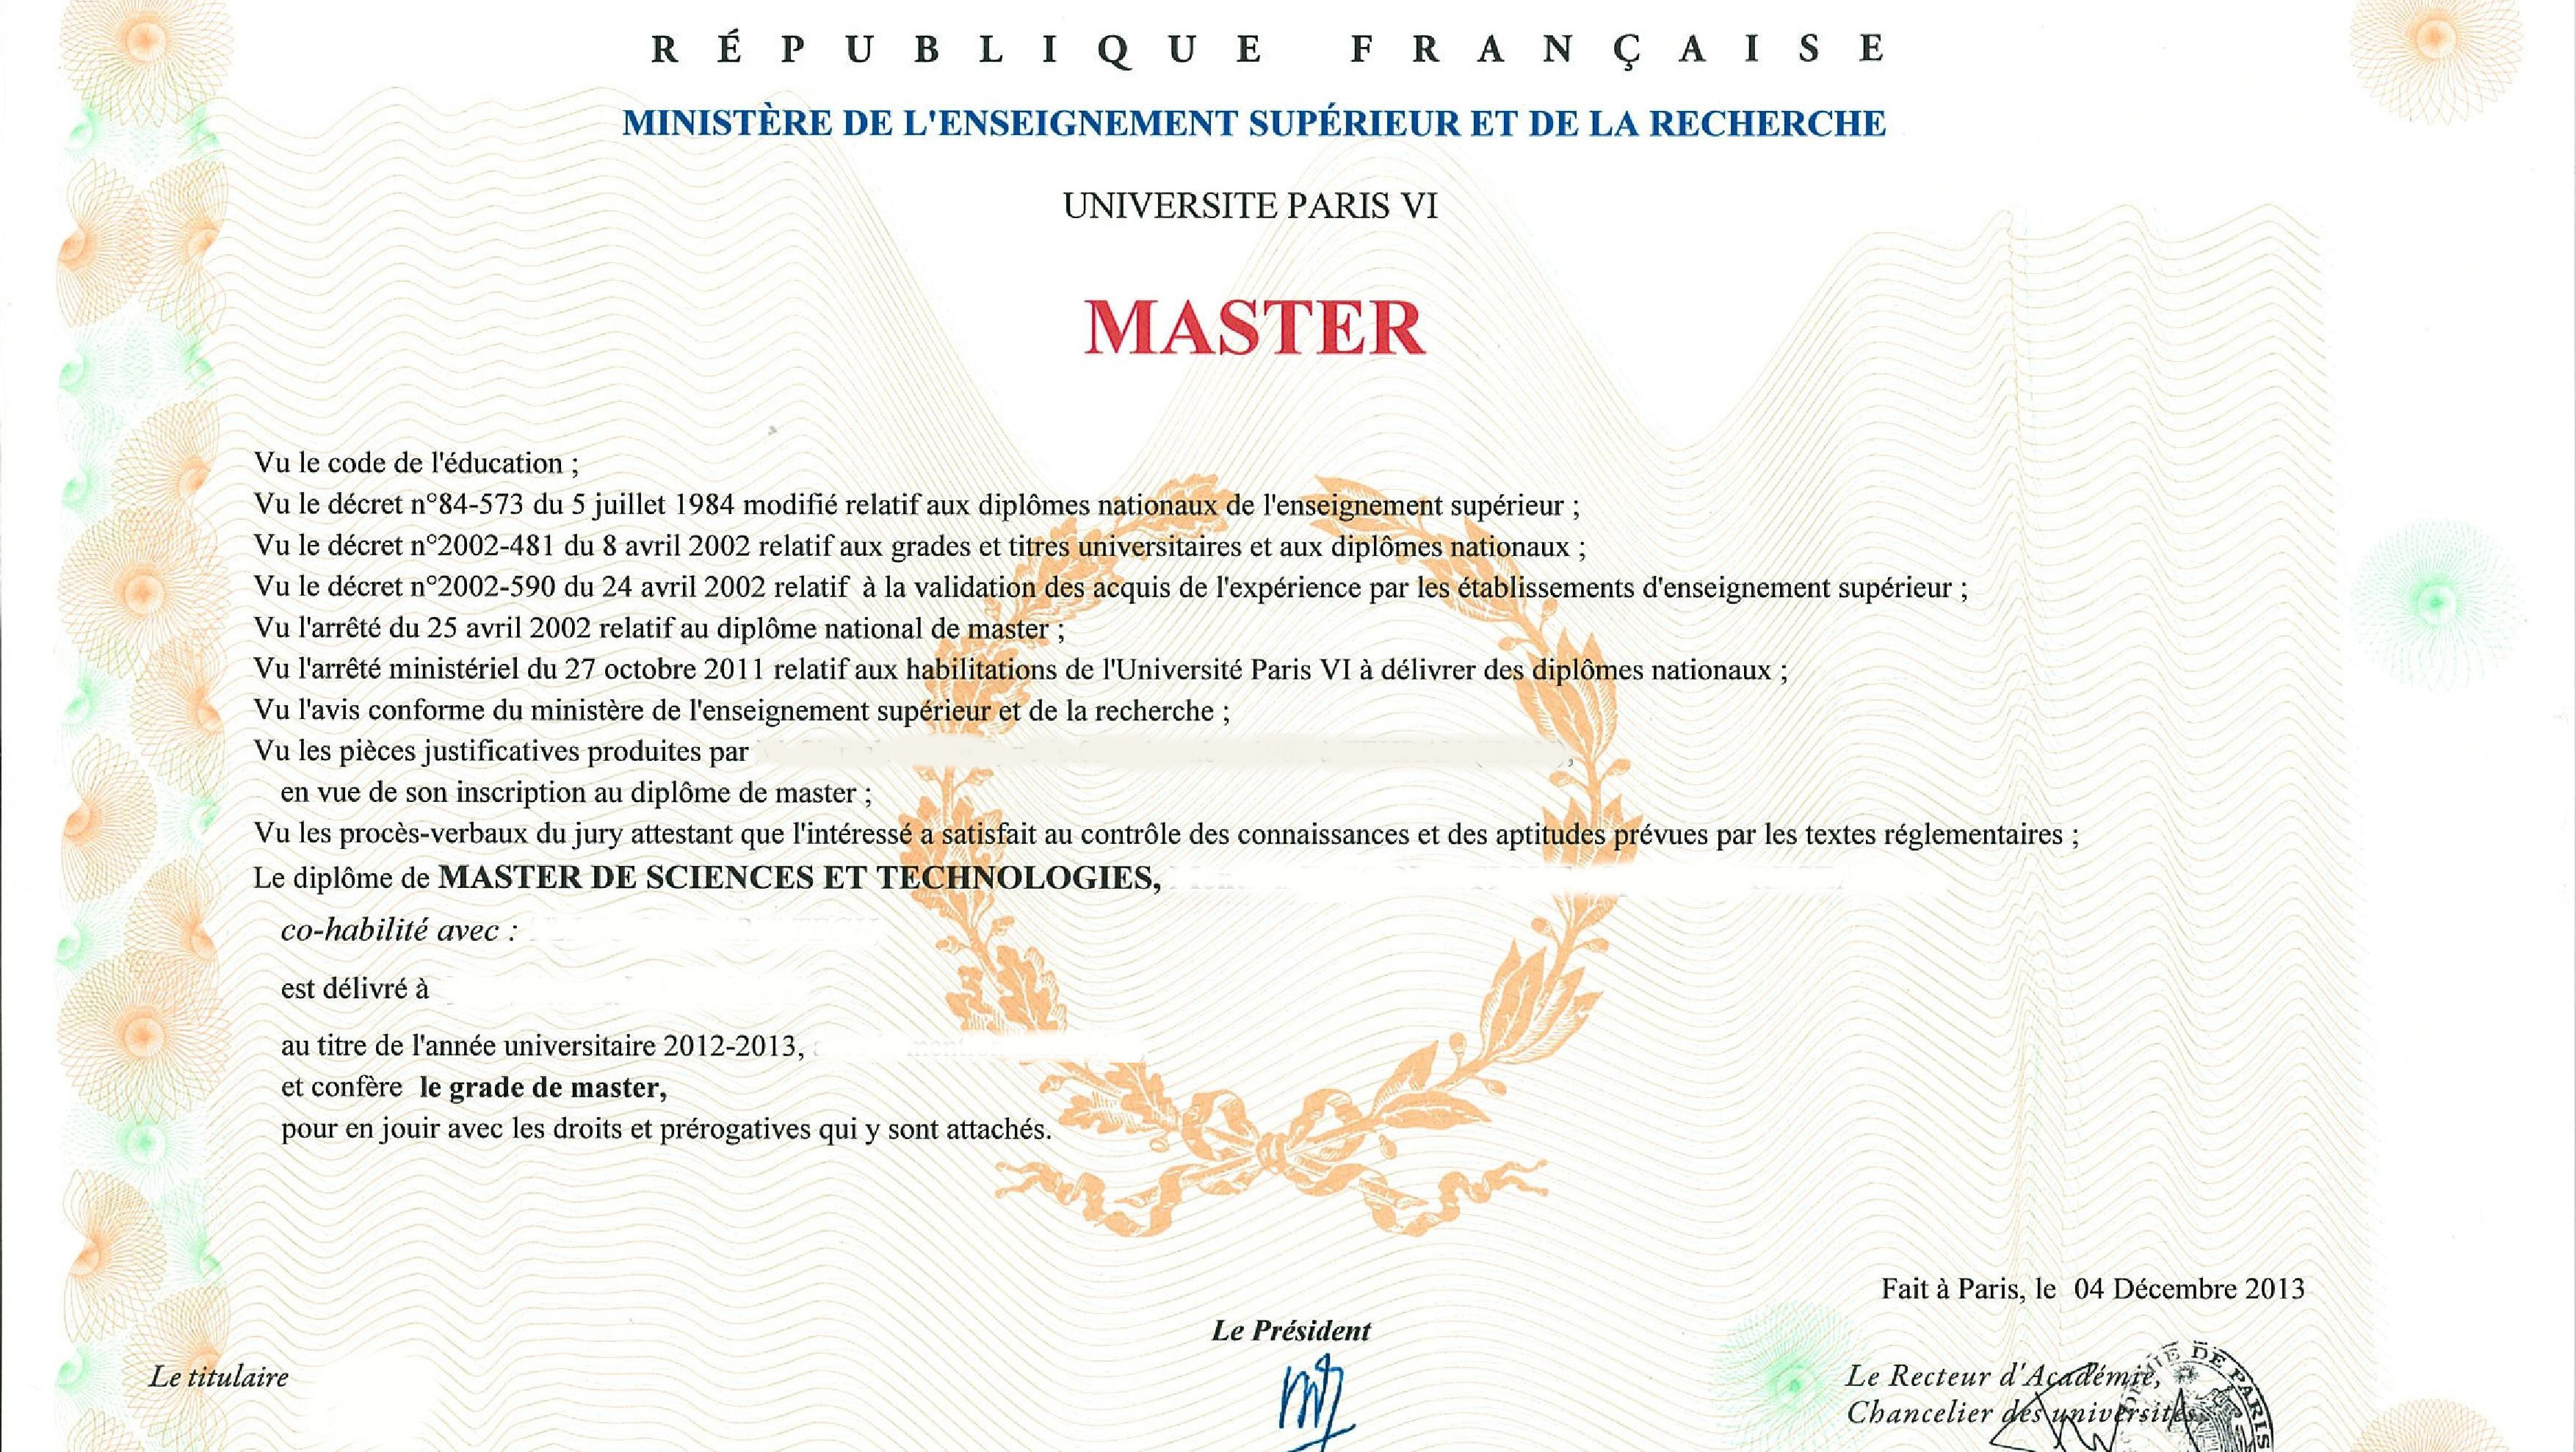 RÉPUBLIQUE FRANÇAISE
MINISTÈRE DE L'ENSEIGNEMENT SUPÉRIEUR ET DE LA RECHERCHE
UNIVERSITE PARIS VI
MASTER
Vu le code de l'éducation ;
Vu le décret n°84-573 du 5 juillet 1984 modifié relatif aux diplômes nationaux de l'enseignement supérieur ;
Vu le décret n°2002-481 du 8 avril 2002 relatif aux grades et titres universitaires et aux diplômes nationaux ;
Vu le décret n°2002-590 du 24 avril 2002 relatif à la validation des acquis de l'expérience par les établissements d'enseignement supérieur ;
Vu l'arrêté du 25 avril 2002 relatif au diplôme national de master ;
Vu l'arrêté ministériel du 27 octobre 2011 relatif aux habilitations de l'Université Paris VI à délivrer des diplômes nationaux ;
Vu l'avis conforme du ministère de l'enseignement supérieur et de la recherche ;
Vu les pièces justificatives produites par ,
en vue de son inscription au diplôme de master ;
Vu les procès-verbaux du jury attestant que l'intéressé a satisfait au contrôle des connaissances et des aptitudes prévues par les textes réglementaires ;
Le diplôme de MASTER DE SCIENCES ET TECHNOLOGIES,
co-habilité avec :
est délivré à
au titre de l'année universitaire 2012-2013,
et confère le grade de master,
pour en jouir avec les droits et prérogatives qui y sont attachés.
Fait à Paris, le 04 Décembre 2013
Le Président
Le titulaire
Le Recteur d'Académie,
Chancelier des universités
DE PARIS